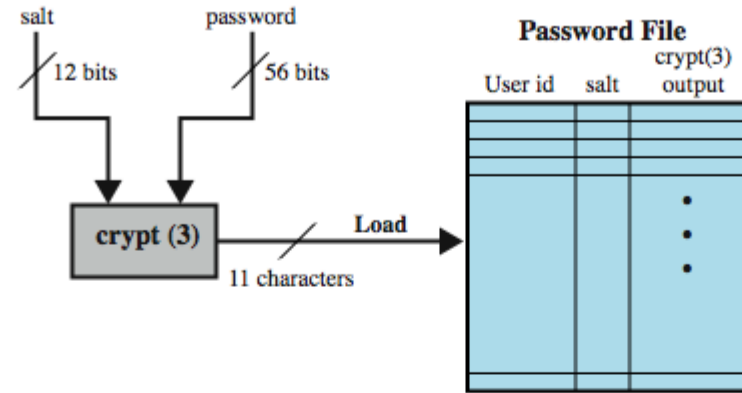 salt
password
12 bits
56 bits
crypt (3)
Load
11 characters
Password File
User id
salt
crypt(3)
output